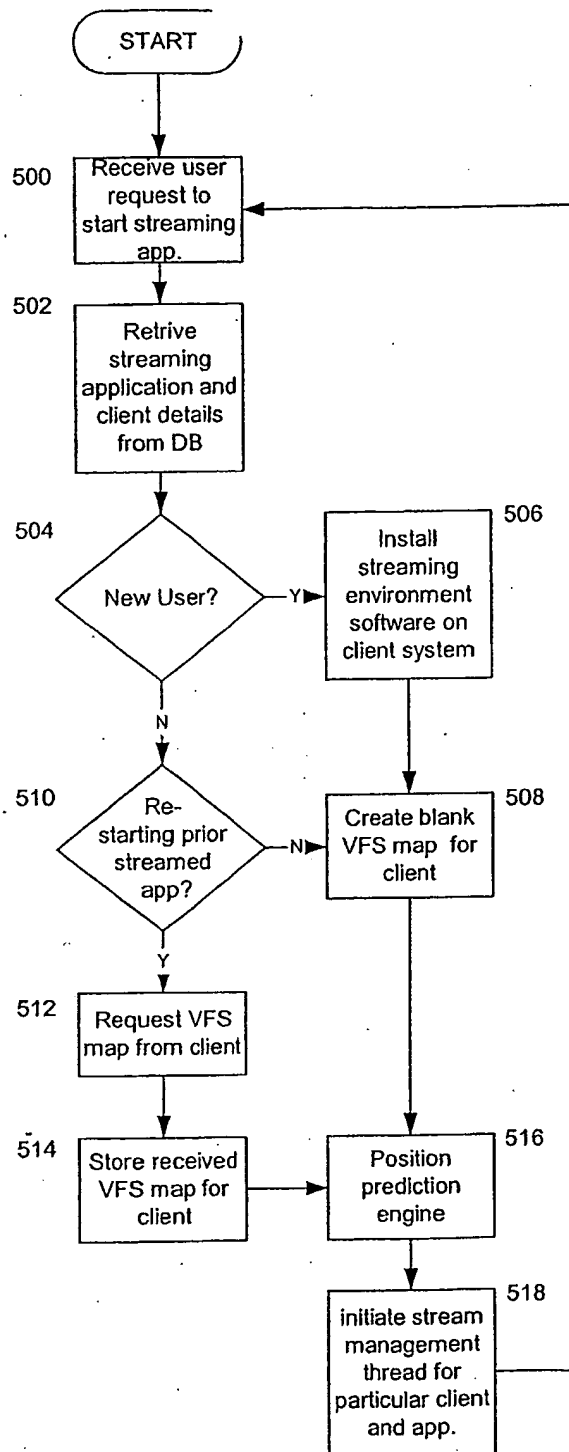 START
500
Receive user
request to
start streaming
app.
502
Retrive
streaming
application and
client details
from DB
504
New User?
Y
506
Install
streaming
environment
software on
client system
N
510
Re-
starting prior
streamed
app?
N
508
Create blank
VFS map for
client
Y
512
Request VFS
map from client
514
Store received
VFS map for
client
516
Position
prediction
engine
518
initiate stream
management
thread for
particular client
and app.